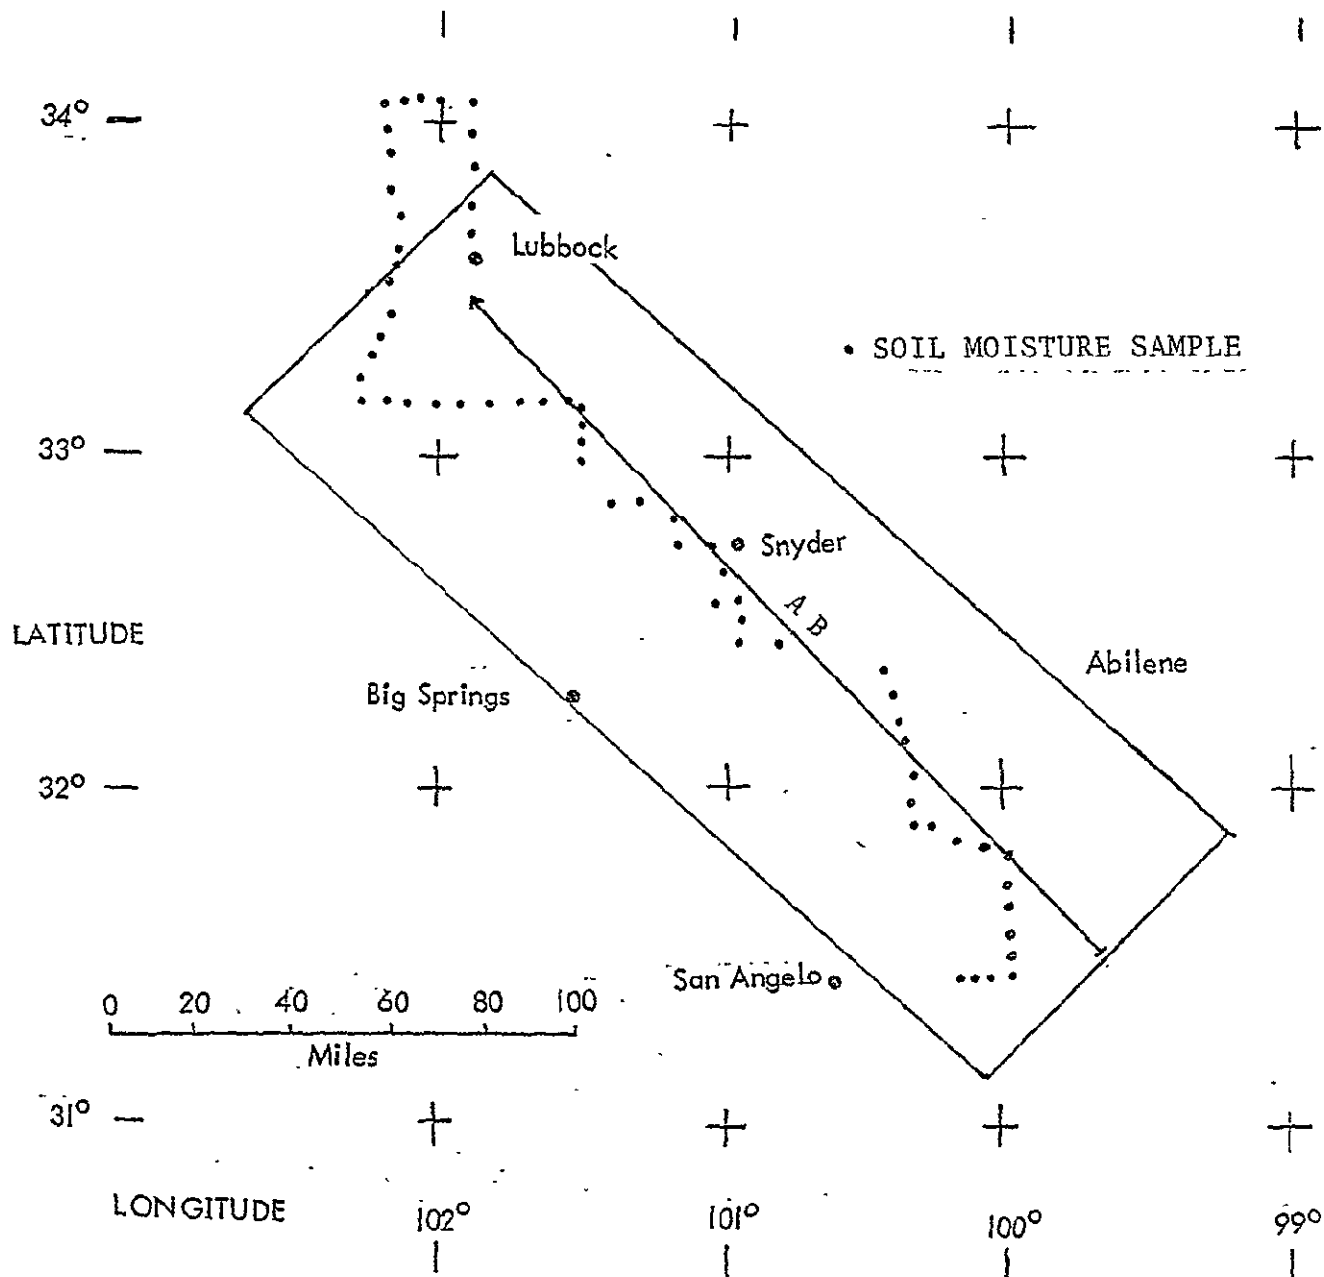 34°
Lubbock
• SOIL MOISTURE SAMPLE
33°
Snyder
A B
LATITUDE
Abilene
Big Springs
32°
San Angelo
0 20 40 60 80 100
Miles
31°
LONGITUDE 102° 101° 100° 99°